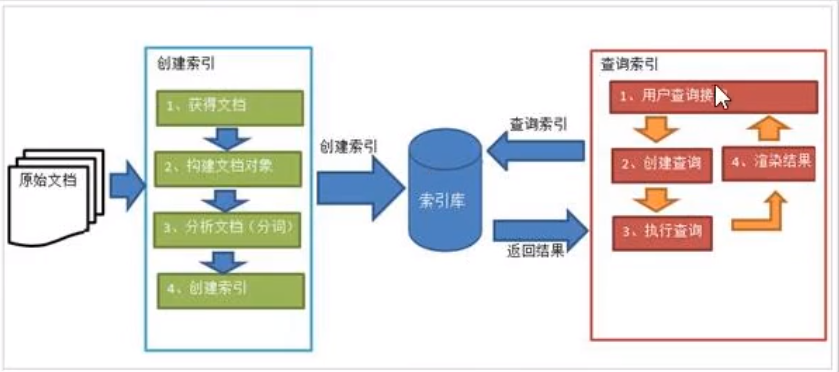 原始文档
创建索引
1、获得文档
2、构建文档对象
3、分析文档（分词）
4、创建索引
创建索引
索引库
查询索引
返回结果
查询索引
1、用户查询接
2、创建查询
3、执行查询
4、渲染结果